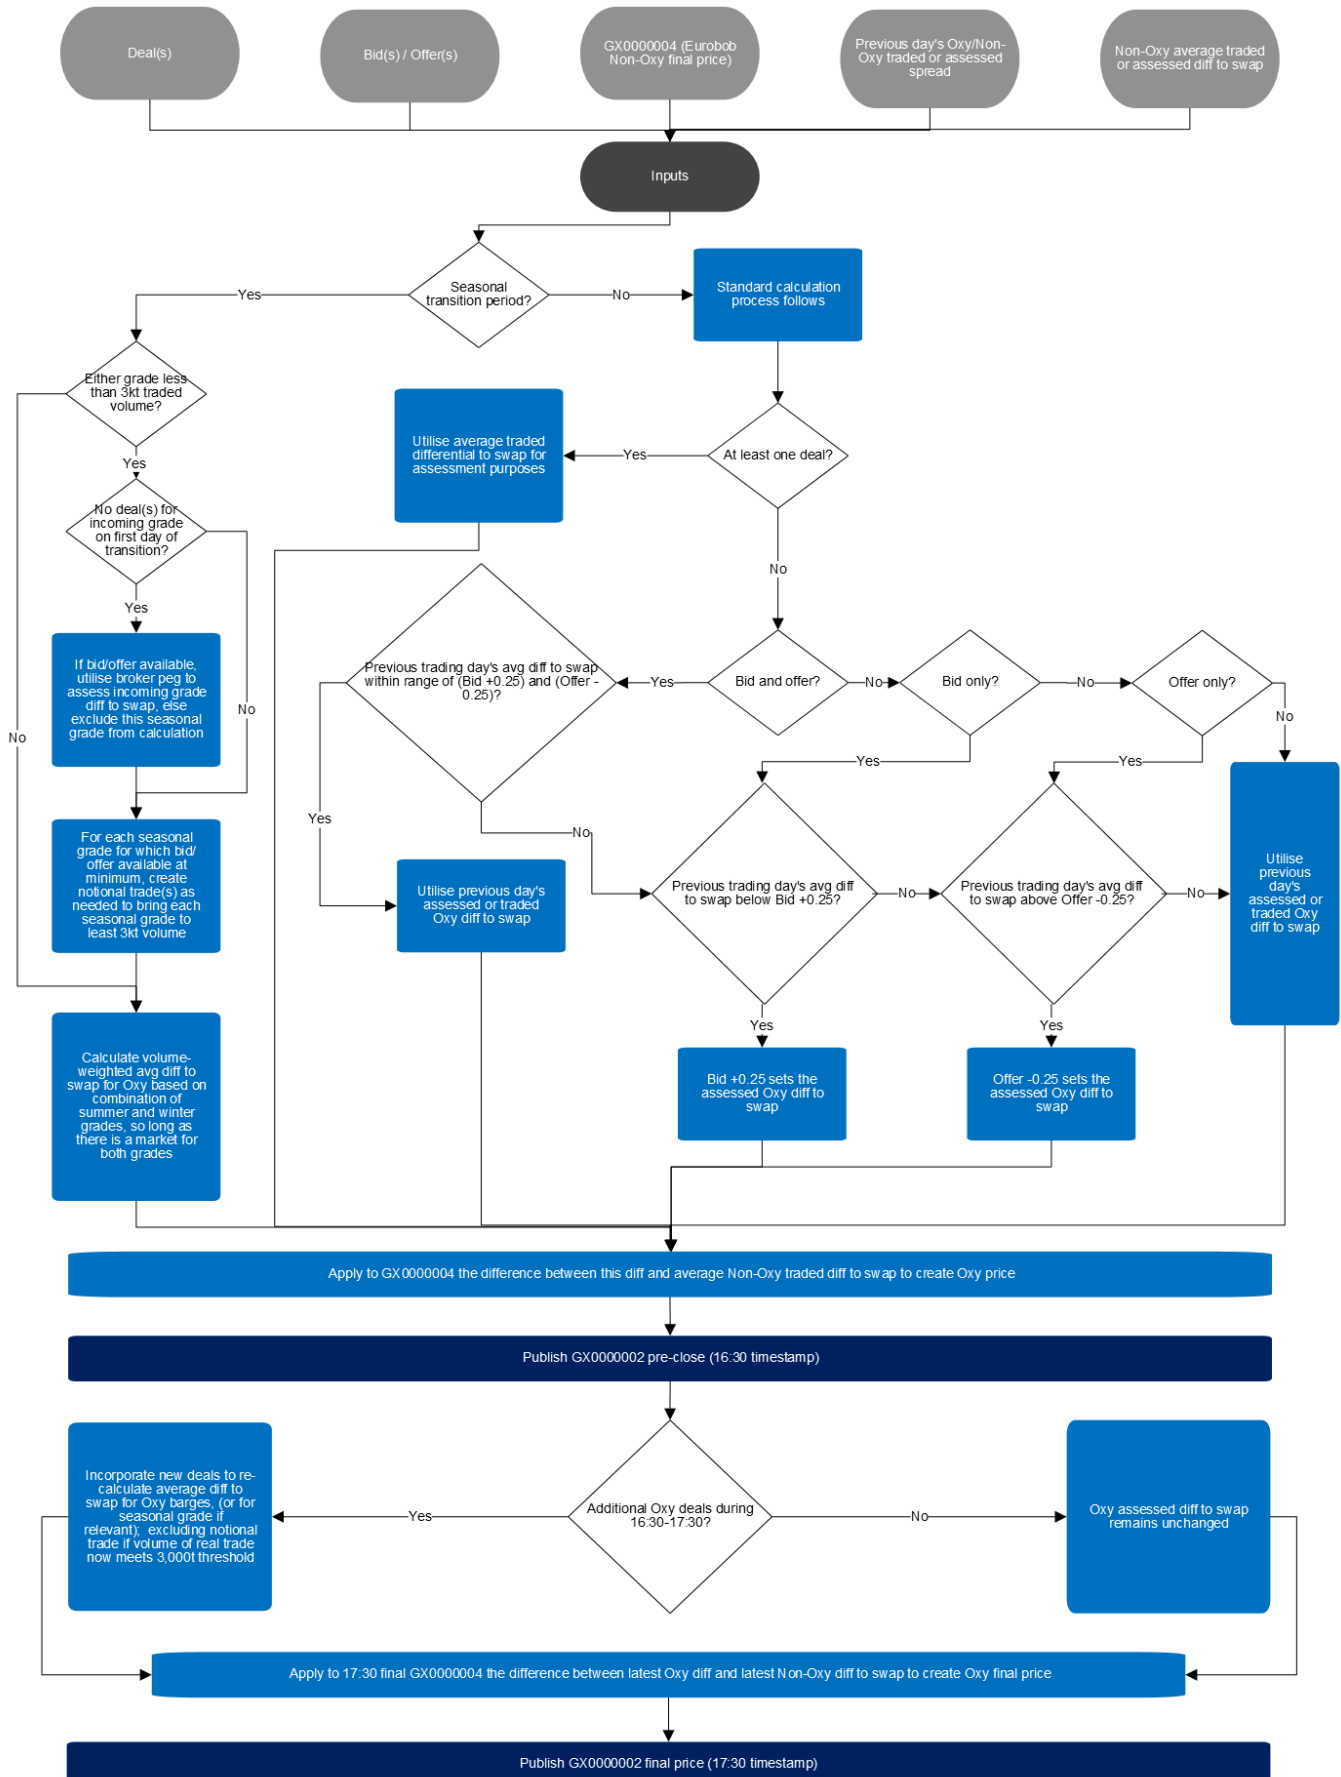 Deal(s)
Bid(s) / Offer(s)
GX0000004 (Eurobob
Non-Oxy final price)
Previous day's Oxy/Non-
Oxy traded or assessed
spread
Non-Oxy average traded
or assessed diff to swap
Inputs
Seasonal
transition period?
Yes
No
Standard calculation
process follows
Either grade less
than 3kt traded
volume?
Yes
No
No deal(s) for
incoming grade
on first day of
transition?
Yes
No
If bid/offer available,
utilise broker peg to
assess incoming grade
diff to swap, else
exclude this seasonal
grade from calculation
For each seasonal
grade for which bid/
offer available at
minimum, create
notional trade(s) as
needed to bring each
seasonal grade to
least 3kt volume
Calculate volume-
weighted avg diff to
swap for Oxy based on
combination of
summer and winter
grades, so long as
there is a market for
both grades
At least one deal?
Yes
No
Utilise average traded
differential to swap for
assessment purposes
Bid and offer?
Yes
No
Bid only?
No
Yes
Offer only?
No
Yes
Previous trading day's avg diff to swap
within range of (Bid +0.25) and (Offer -
0.25)?
Yes
No
Utilise previous day's
assessed or traded
Oxy diff to swap
Previous trading day's avg diff
to swap below Bid +0.25?
No
Yes
Previous trading day's avg diff
to swap above Offer -0.25?
No
Yes
Utilise
previous
day's
assessed or
traded Oxy
diff to swap
Bid +0.25 sets the
assessed Oxy diff to
swap
Offer -0.25 sets the
assessed Oxy diff to
swap
Apply to GX0000004 the difference between this diff and average Non-Oxy traded diff to swap to create Oxy price
Publish GX0000002 pre-close (16:30 timestamp)
Additional Oxy deals during
16:30-17:30?
Yes
No
Incorporate new deals to re-
calculate average diff to
swap for Oxy barges, (or for
seasonal grade if
relevant);  excluding notional
trade if volume of real trade
now meets 3,000t threshold
Oxy assessed diff to swap
remains unchanged
Apply to 17:30 final GX0000004 the difference between latest Oxy diff and latest Non-Oxy diff to swap to create Oxy final price
Publish GX0000002 final price (17:30 timestamp)